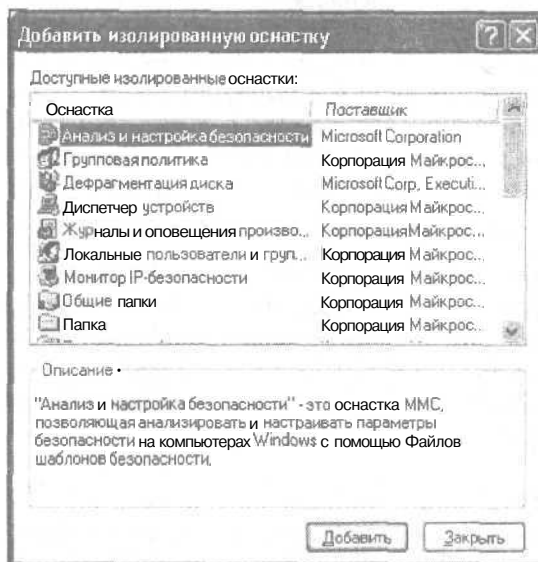 Добавить изолированную оснастку
Доступные изолированные оснастки:
Оснастка Поставщик
Анализ и настройка безопасности Microsoft Corporation
Групповая политика Корпорация Майкрос...
Дефрагментация диска Microsoft Corp, Executi...
Диспетчер устройств Корпорация Майкрос...
Журналы и оповещения произво... Корпорация Майкрос...
Локальные пользователи и груп... Корпорация Майкрос...
Монитор IP-безопасности Корпорация Майкрос...
Общие папки Корпорация Майкрос...
Папка Корпорация Майкрос...
Описание
"Анализ и настройка безопасности" - это оснастка MMC,
позволяющая анализировать и настраивать параметры
безопасности на компьютерах Windows с помощью Файлов
шаблонов безопасности.
Добавить Закрыть